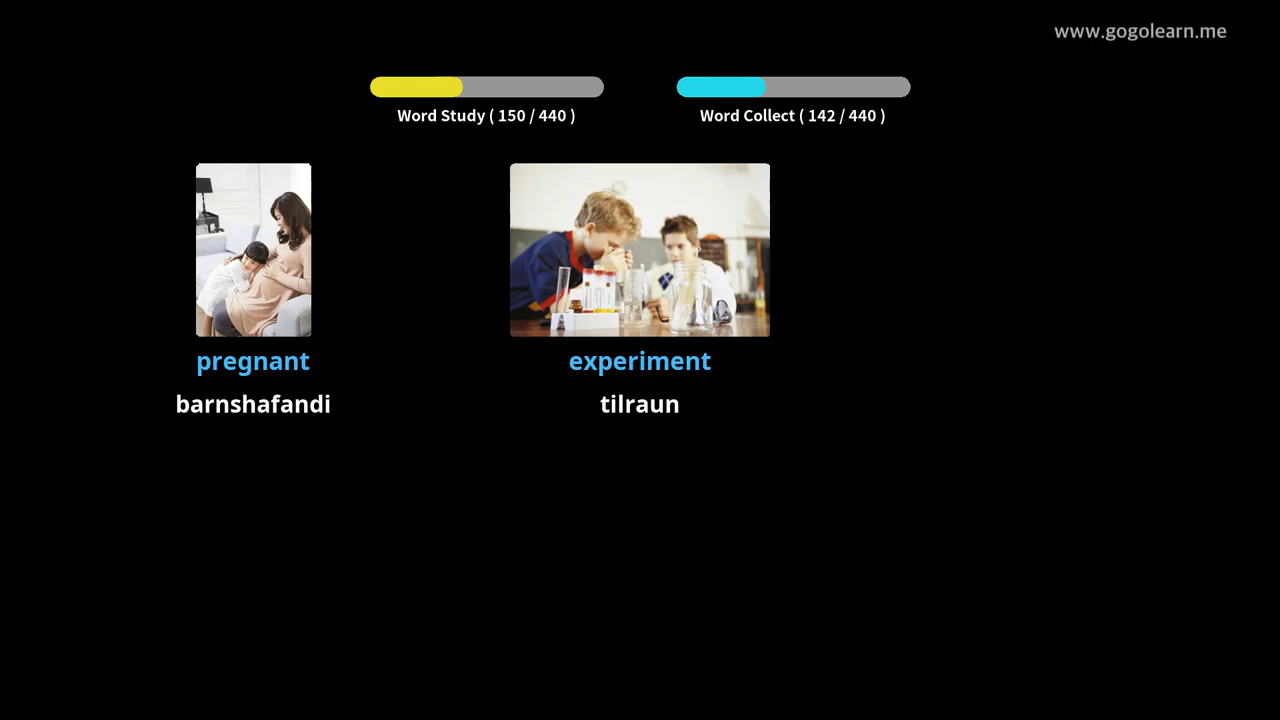 www.gogolearn.me
Word Study ( 150 / 440 )
Word Collect ( 142 / 440 )
pregnant
barnshafandi
experiment
tilraun